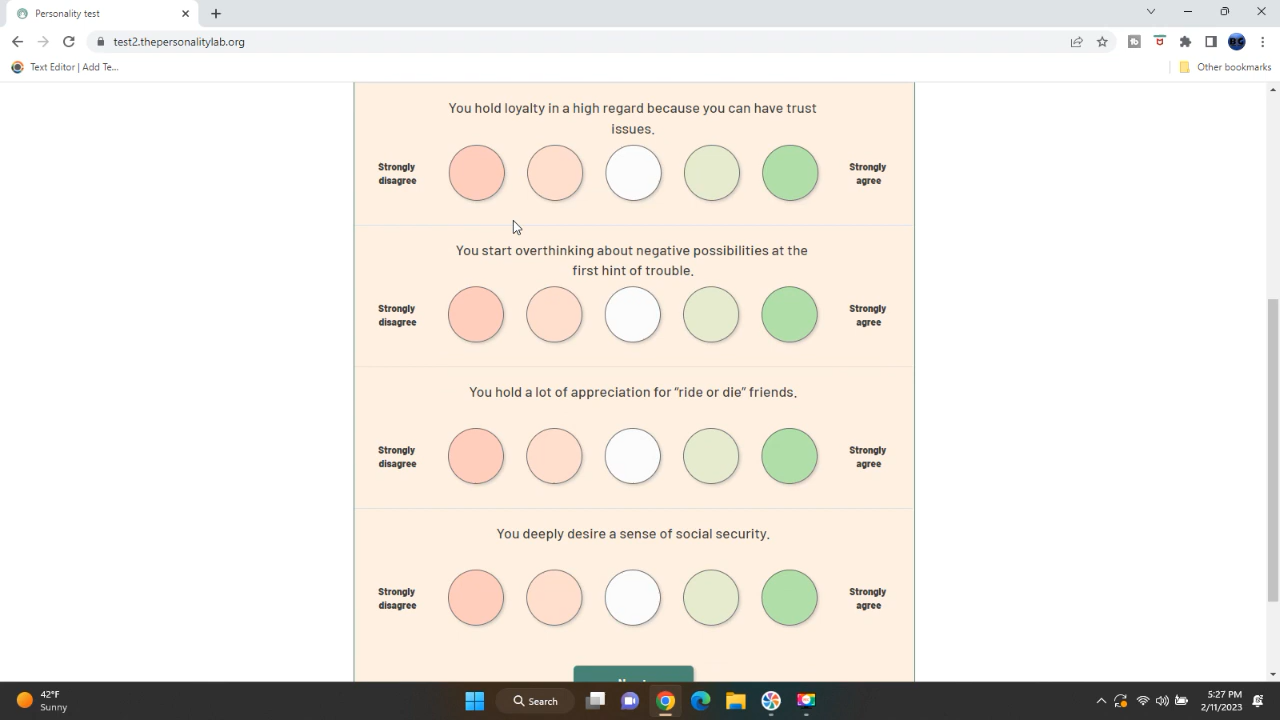 Personality test
test2.thepersonalitylab.org
Text Editor | Add Te...
Other bookmarks
You hold loyalty in a high regard because you can have trust
issues.
Strongly
disagree
Strongly
agree
You start overthinking about negative possibilities at the
first hint of trouble.
Strongly
disagree
Strongly
agree
You hold a lot of appreciation for “ride or die” friends.
Strongly
disagree
Strongly
agree
You deeply desire a sense of social security.
Strongly
disagree
Strongly
agree
42°F
Sunny
Search
5:27 PM
2/11/2023